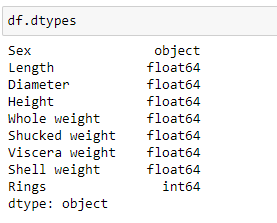 df.dtypes
Sex object
Length float64
Diameter float64
Height float64
Whole weight float64
Shucked weight float64
Viscera weight float64
Shell weight float64
Rings int64
dtype: object